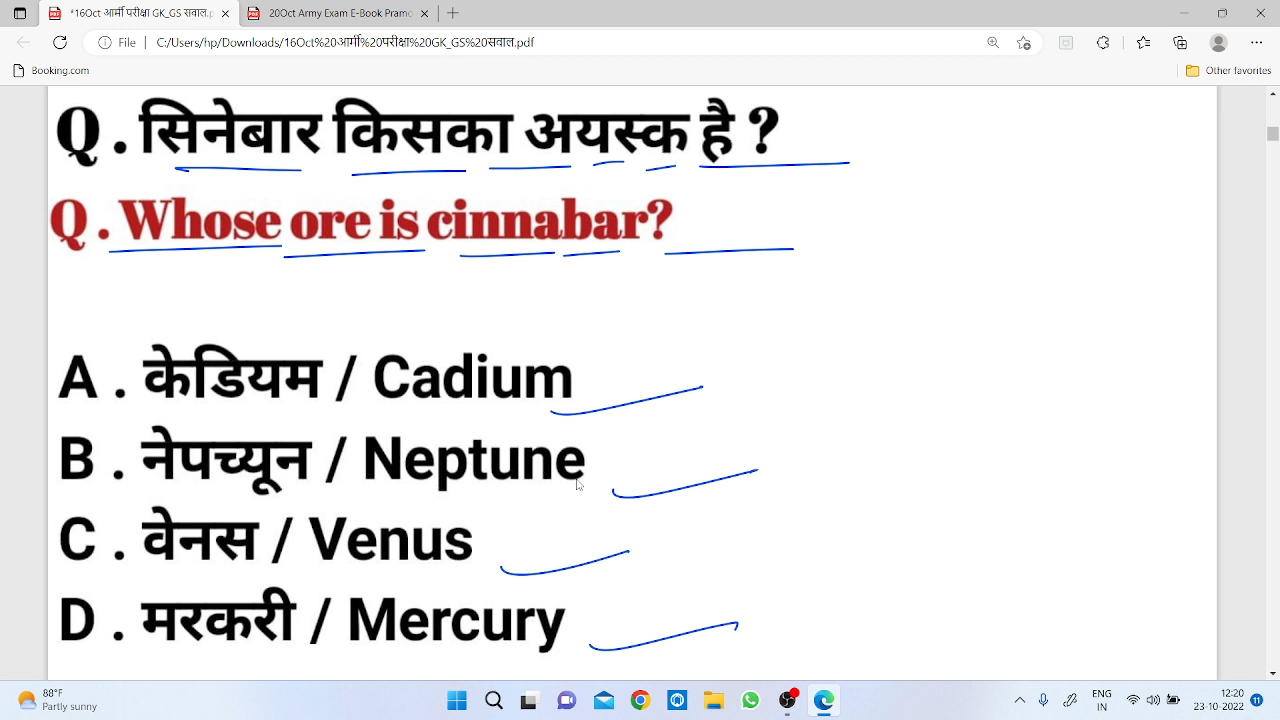 *16Oct आर्मी परीक्षा GK_GS सवाल.p
20Oct Army Exam E-Book Pramo
File | C:/Users/hp/Downloads/16Oct%20आर्मी%20परीक्षा%20GK_GS%20सवाल.pdf
Booking.com
Other favorites
Q . सिनेबार किसका अयस्क है ?
Q . Whose ore is cinnabar?
A . केडियम / Cadium
B . नेपच्यून / Neptune
C . वेनस / Venus
D . मरकरी / Mercury
88°F
Partly sunny
ENG
IN
23-10-2022
11